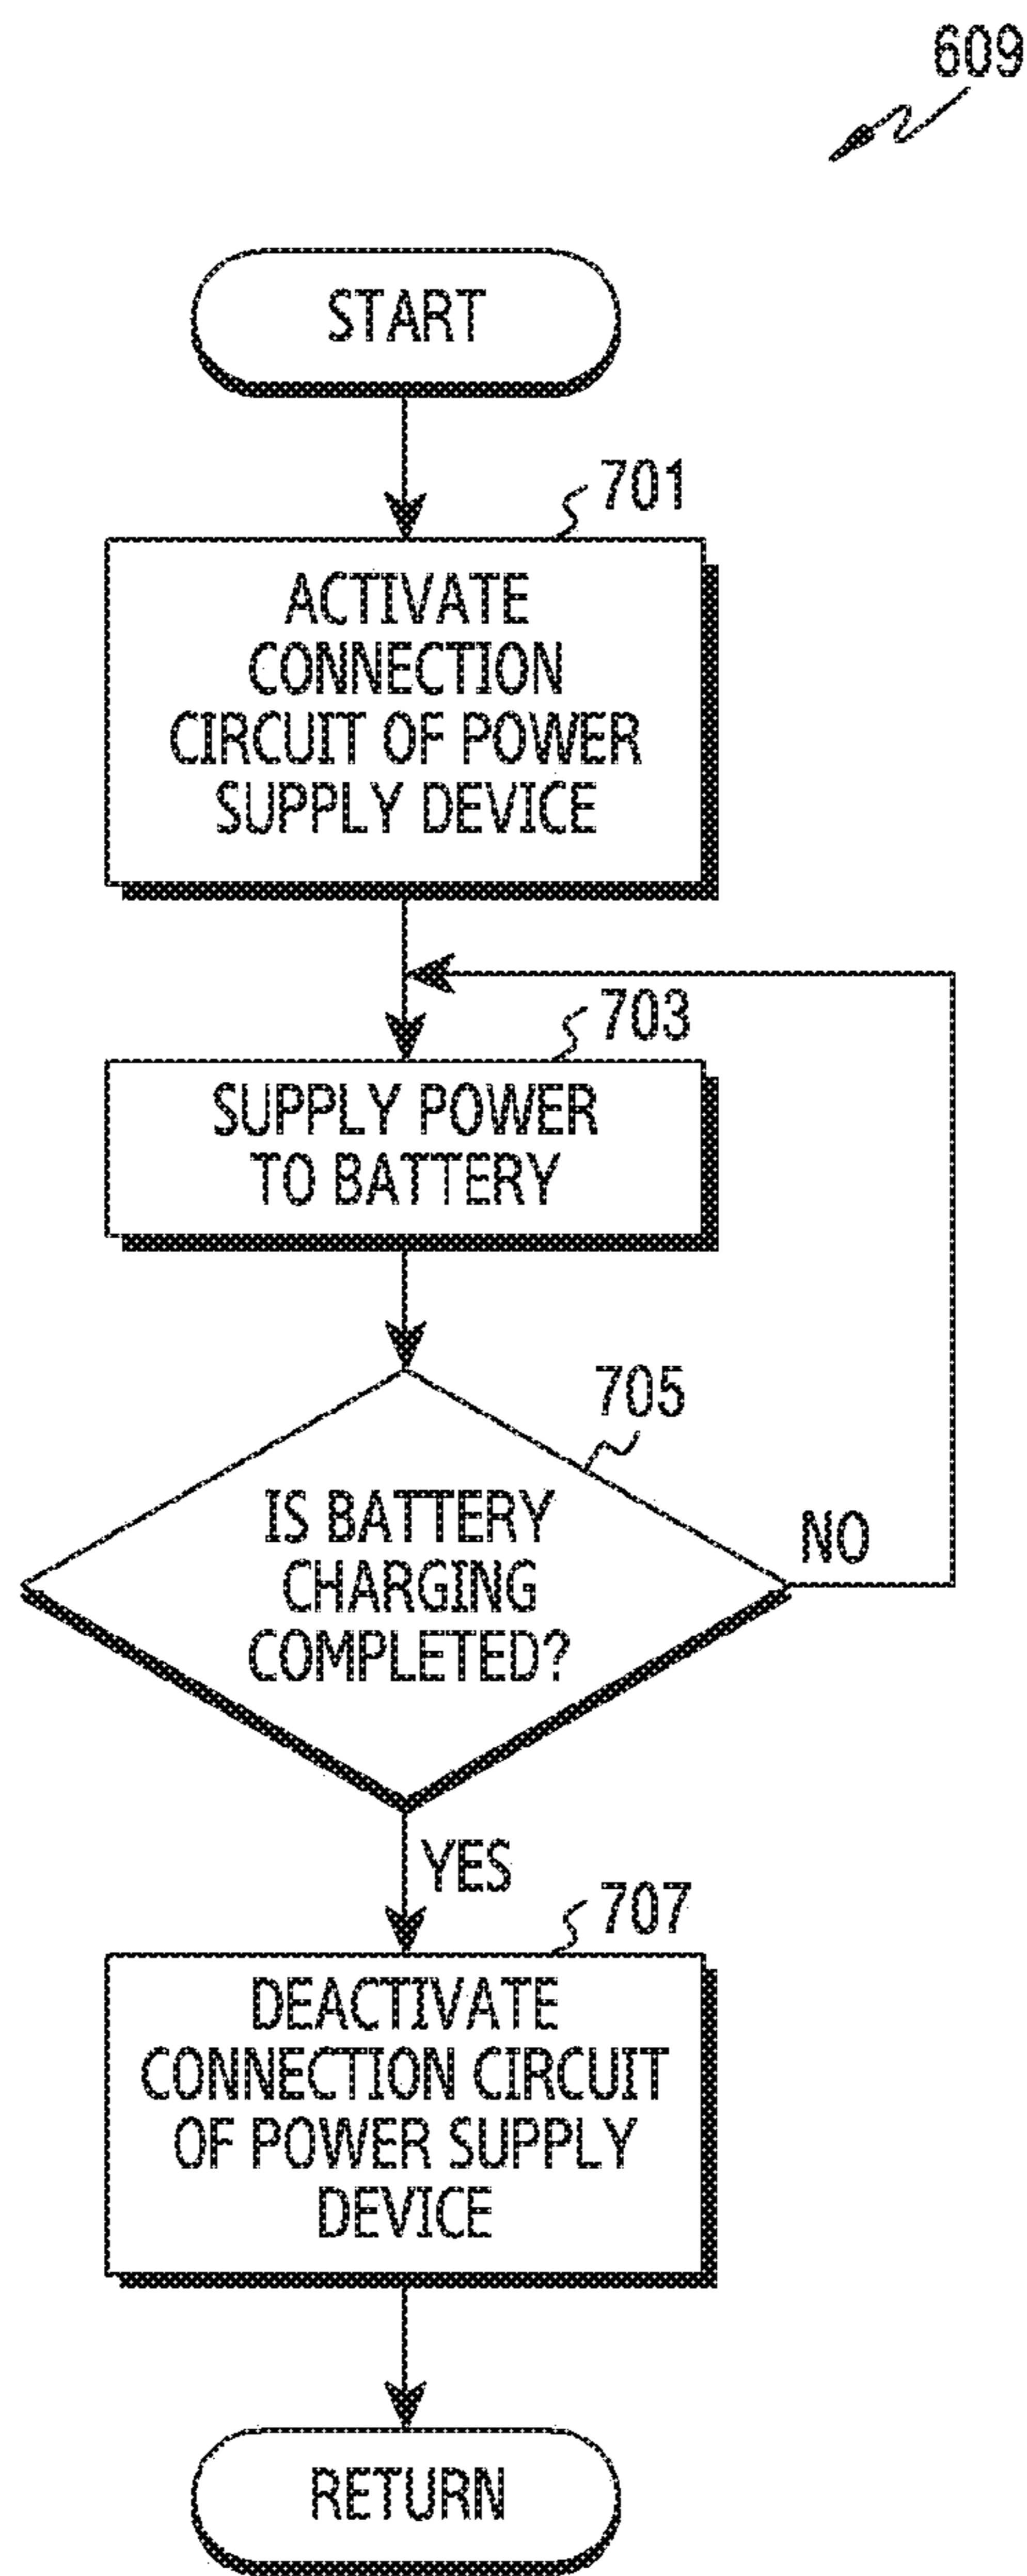 609
START
701
ACTIVATE
CONNECTION
CIRCUIT OF POWER
SUPPLY DEVICE
703
SUPPLY POWER
TO BATTERY
705
IS BATTERY
CHARGING
COMPLETED?
NO
YES
707
DEACTIVATE
CONNECTION CIRCUIT
OF POWER SUPPLY
DEVICE
RETURN